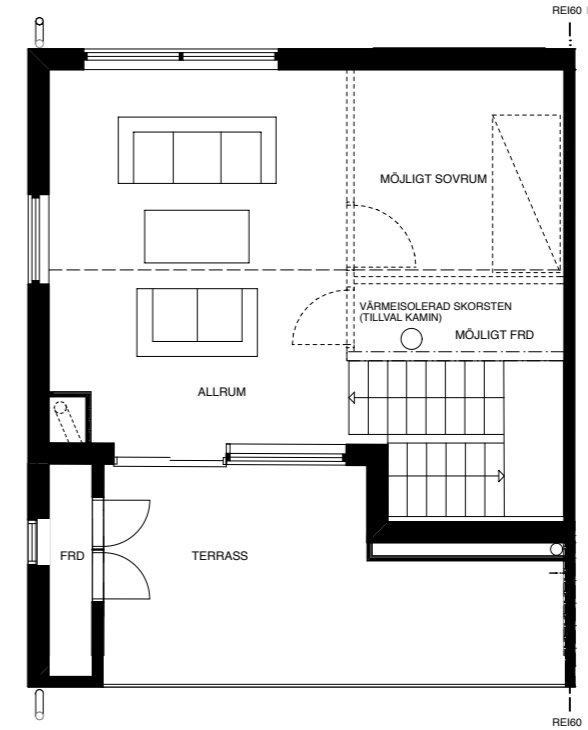 REI60
MÖJLIGT SOVRUM
VÄRMEISOLERAD SKORSTEN
(TILLVAL KAMIN)
MÖJLIGT FRD
ALLRUM
FRD
TERRASS
REI60